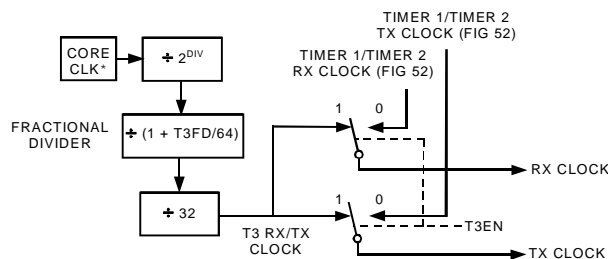 TIMER 1/TIMER 2
TX CLOCK (FIG 52)
TIMER 1/TIMER 2
RX CLOCK (FIG 52)
CORE
CLK*
÷ 2^DIV
1
0
FRACTIONAL
DIVIDER
÷ (1 + T3FD/64)
RX CLOCK
÷ 32
1
0
T3 RX/TX
CLOCK
T3EN
TX CLOCK